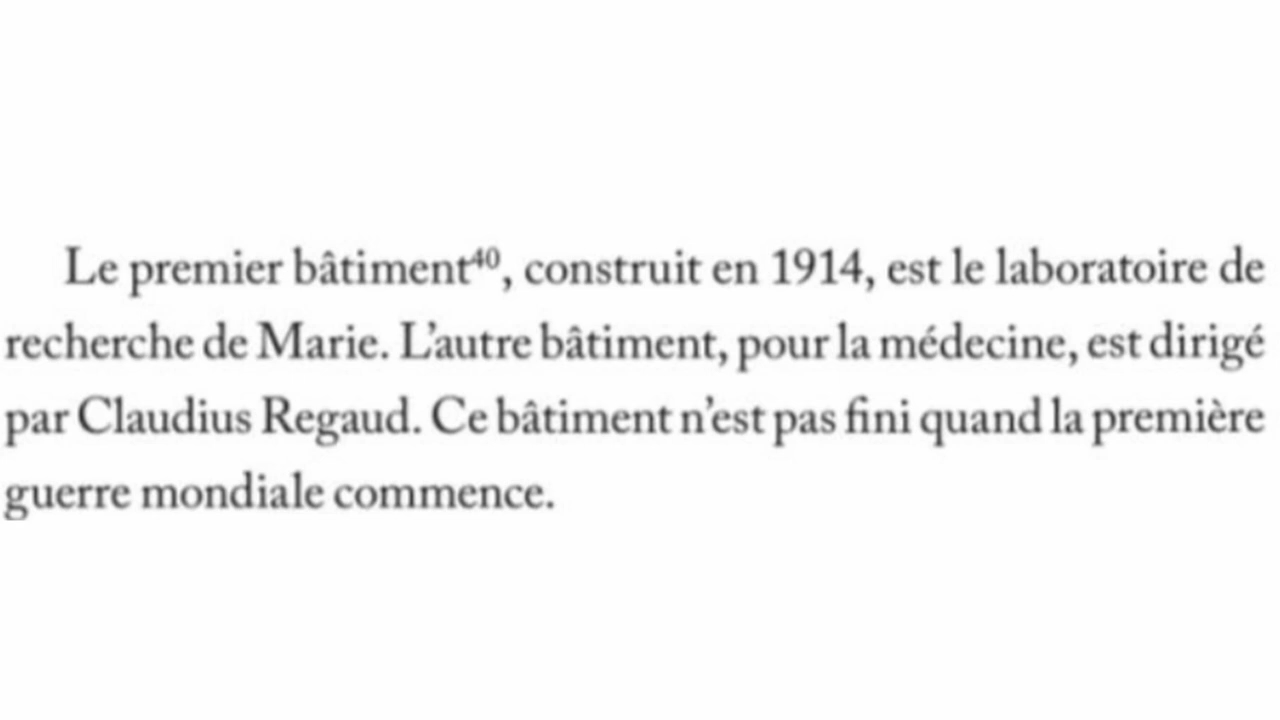 Le premier bâtiment⁴⁰, construit en 1914, est le laboratoire de
recherche de Marie. L’autre bâtiment, pour la médecine, est dirigé
par Claudius Regaud. Ce bâtiment n’est pas fini quand la première
guerre mondiale commence.